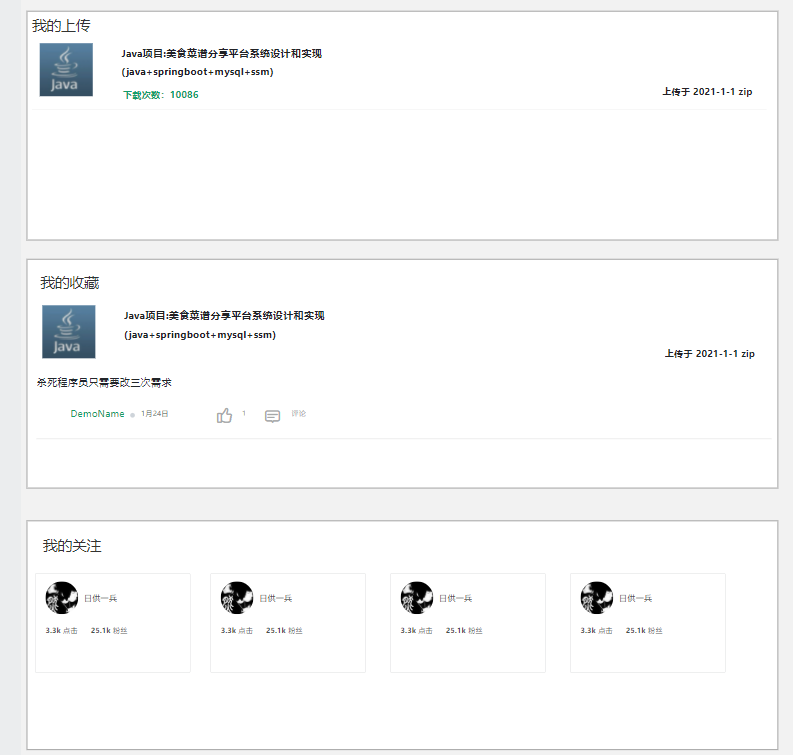 我的上传
Java
Java项目:美食菜谱分享平台系统设计和实现
(java+springboot+mysql+ssm)
下载次数：10086
上传于 2021-1-1 zip
我的收藏
Java
Java项目:美食菜谱分享平台系统设计和实现
(java+springboot+mysql+ssm)
上传于 2021-1-1 zip
杀死程序员只需要改三次需求
DemoName 1月24日 1 评论
我的关注
日供一兵 日供一兵 日供一兵 日供一兵
3.3k 点击 25.1k 粉丝 3.3k 点击 25.1k 粉丝 3.3k 点击 25.1k 粉丝 3.3k 点击 25.1k 粉丝